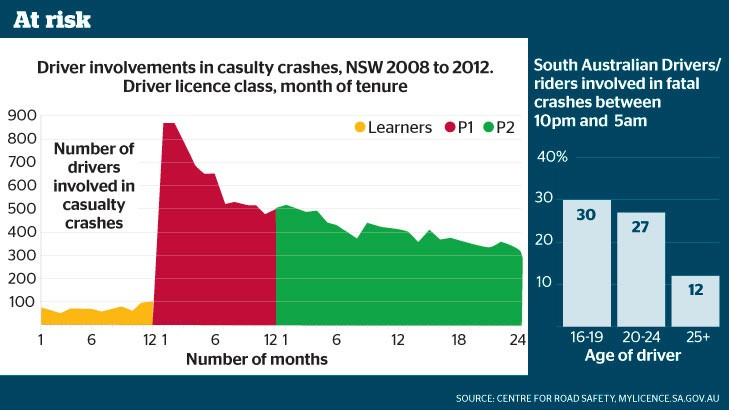 At risk
Driver involvements in casulty crashes, NSW 2008 to 2012.
Driver licence class, month of tenure
900
800
700
600
500
400
300
200
100
Number of
drivers
involved in
casualty
crashes
Learners P1 P2
1 6 12 1 6 12 1 6 12 18 24
Number of months
South Australian Drivers/
riders involved in fatal
crashes between
10pm and 5am
40%
30
20
10
30
27
12
16-19 20-24 25+
Age of driver
SOURCE: CENTRE FOR ROAD SAFETY, MYLICENCE.SA.GOV.AU